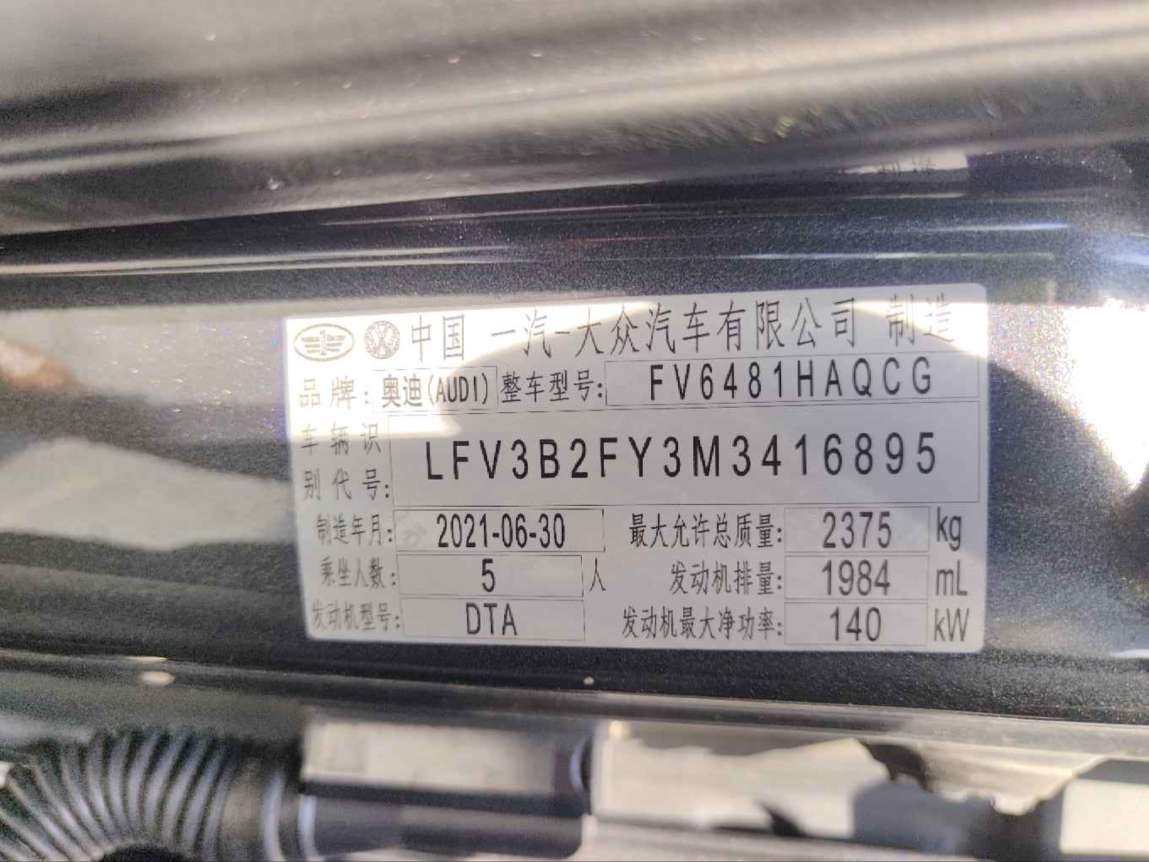 中国 一汽-大众汽车有限公司 制造
品牌: 奥迪(AUDI) 整车型号: FV6481HAQCG
车辆识别代号: LFV3B2FY3M3416895
制造年月: 2021-06-30 最大允许总质量: 2375 kg
乘坐人数: 5 人 发动机排量: 1984 mL
发动机型号: DTA 发动机最大净功率: 140 kW